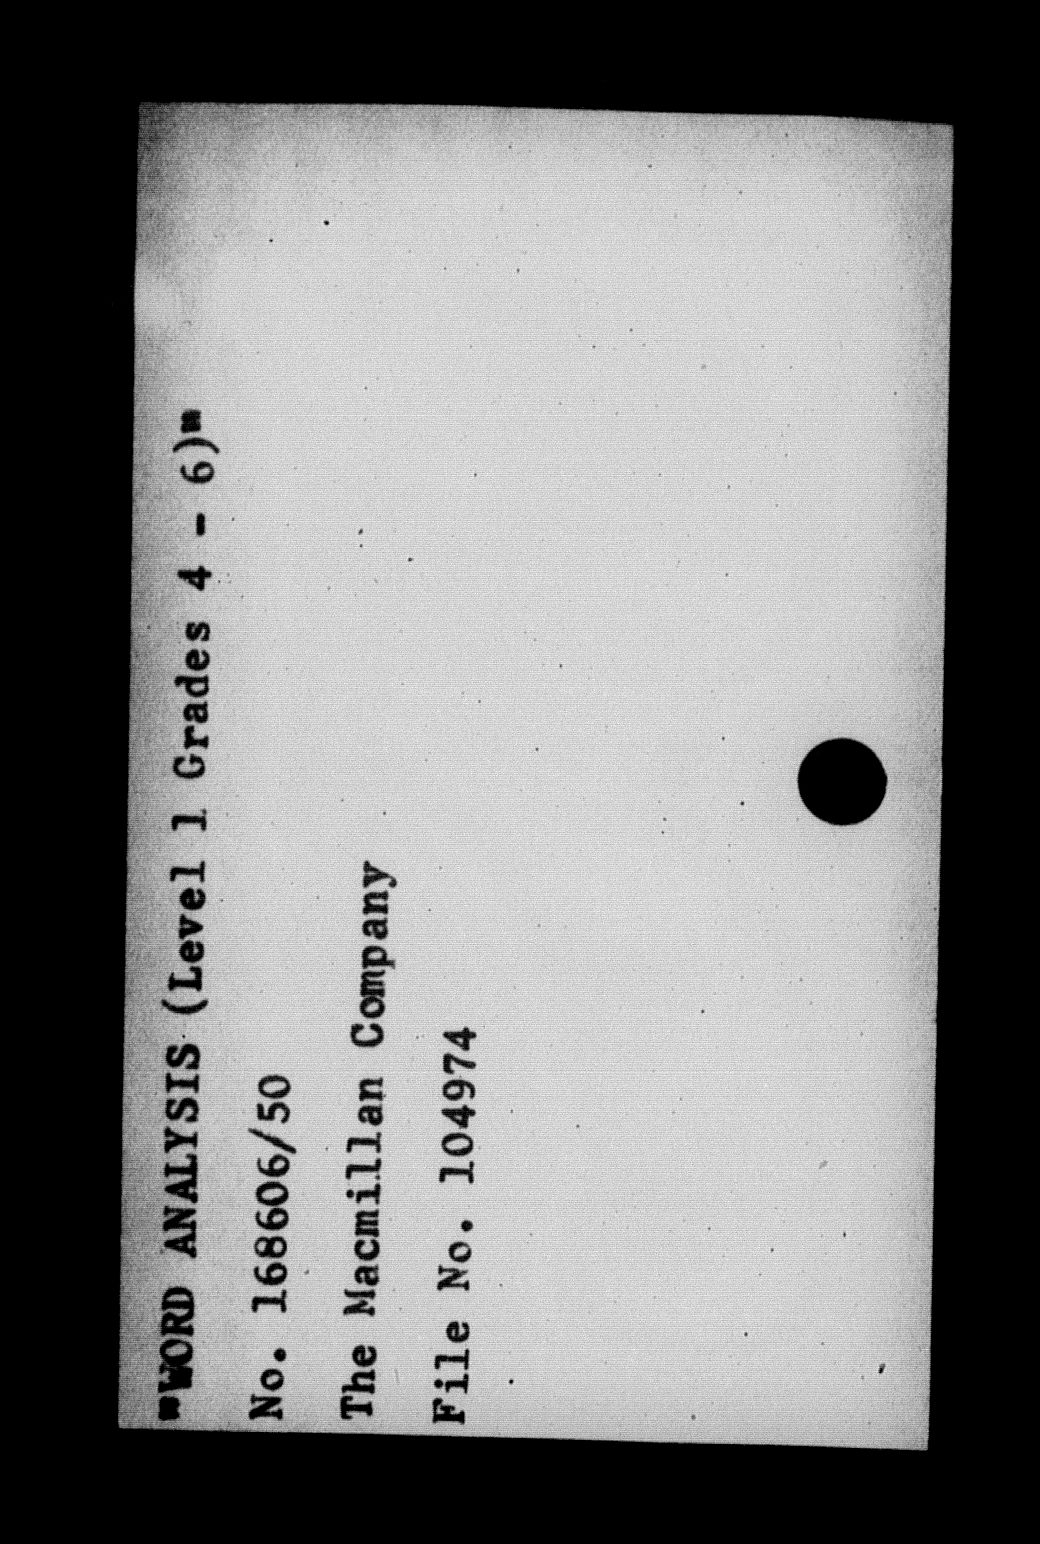 "WORD ANALYSIS (Level 1 Grades 4 - 6)"
No. 168606/50
The Macmillan Company
File No. 104974